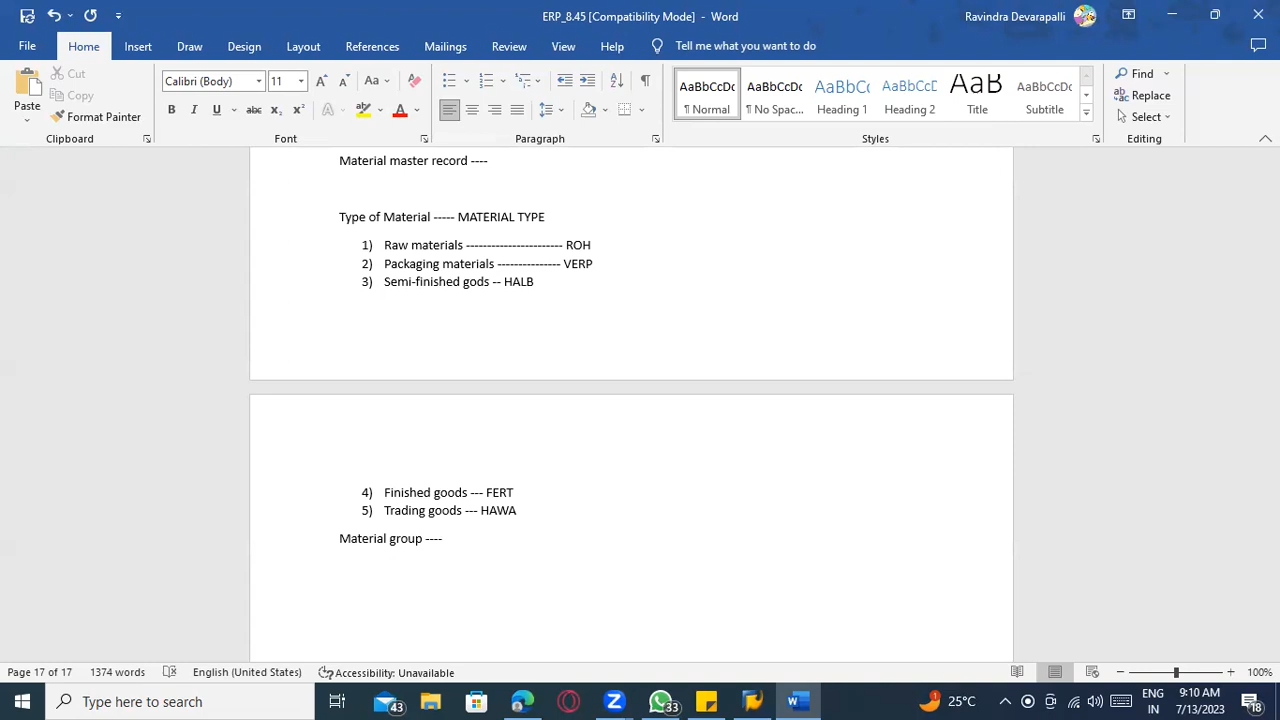 ERP_8.45 [Compatibility Mode] - Word
Ravindra Devarapalli
File Home Insert Draw Design Layout References Mailings Review View Help Tell me what you want to do
Paste
Cut
Copy
Format Painter
Clipboard
Calibri (Body) 11
Font
Paragraph
AaBbCcDc AaBbCcDc AaBbCc AaBbCcD AaB AaBbCcDc
¶ Normal ¶ No Spac... Heading 1 Heading 2 Title Subtitle
Styles
Find
Replace
Select
Editing
Material master record ----
Type of Material ----- MATERIAL TYPE
1) Raw materials ----------------------- ROH
2) Packaging materials --------------- VERP
3) Semi-finished gods -- HALB
4) Finished goods --- FERT
5) Trading goods --- HAWA
Material group ----
Page 17 of 17 1374 words English (United States) Accessibility: Unavailable 100%
Type here to search
43
33
25°C
ENG
IN
9:10 AM
7/13/2023
18